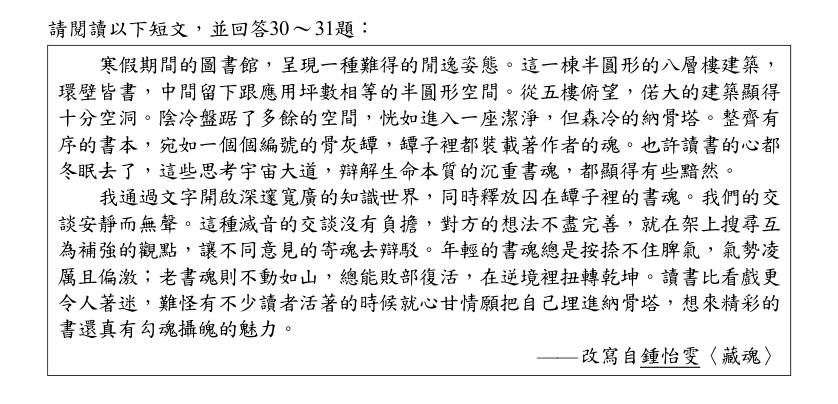 請閱讀以下短文，並回答30～31題：
寒假期間的圖書館，呈現一種難得的閒逸姿態。這一棟半圓形的八層樓建築，
環壁皆書，中間留下跟應用坪數相等的半圓形空間。從五樓俯望，偌大的建築顯得
十分空洞。陰冷盤踞了多餘的空間，恍如進入一座潔淨，但森冷的納骨塔。整齊有
序的書本，宛如一個個編號的骨灰罈，罈子裡都裝載著作者的魂。也許讀書的心都
冬眠去了，這些思考宇宙大道，辯解生命本質的沉重書魂，都顯得有些黯然。
我通過文字開啟深邃寬廣的知識世界，同時釋放囚在罈子裡的書魂。我們的交
談安靜而無聲。這種滅音的交談沒有負擔，對方的想法不盡完善，就在架上搜尋互
為補強的觀點，讓不同意見的寄魂去辯駁。年輕的書魂總是按捺不住脾氣，氣勢凌
厲且偏激；老書魂則不動如山，總能敗部復活，在逆境裡扭轉乾坤。讀書比看戲更
令人著迷，難怪有不少讀者活著的時候就心甘情願把自己埋進納骨塔，想來精彩的
書還真有勾魂攝魄的魅力。
——改寫自鍾怡雯〈藏魂〉